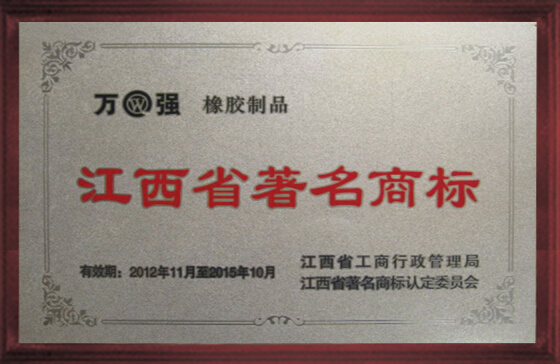 万W强 橡胶制品
江西省著名商标
有效期：2012年11月至2015年10月
江西省工商行政管理局
江西省著名商标认定委员会